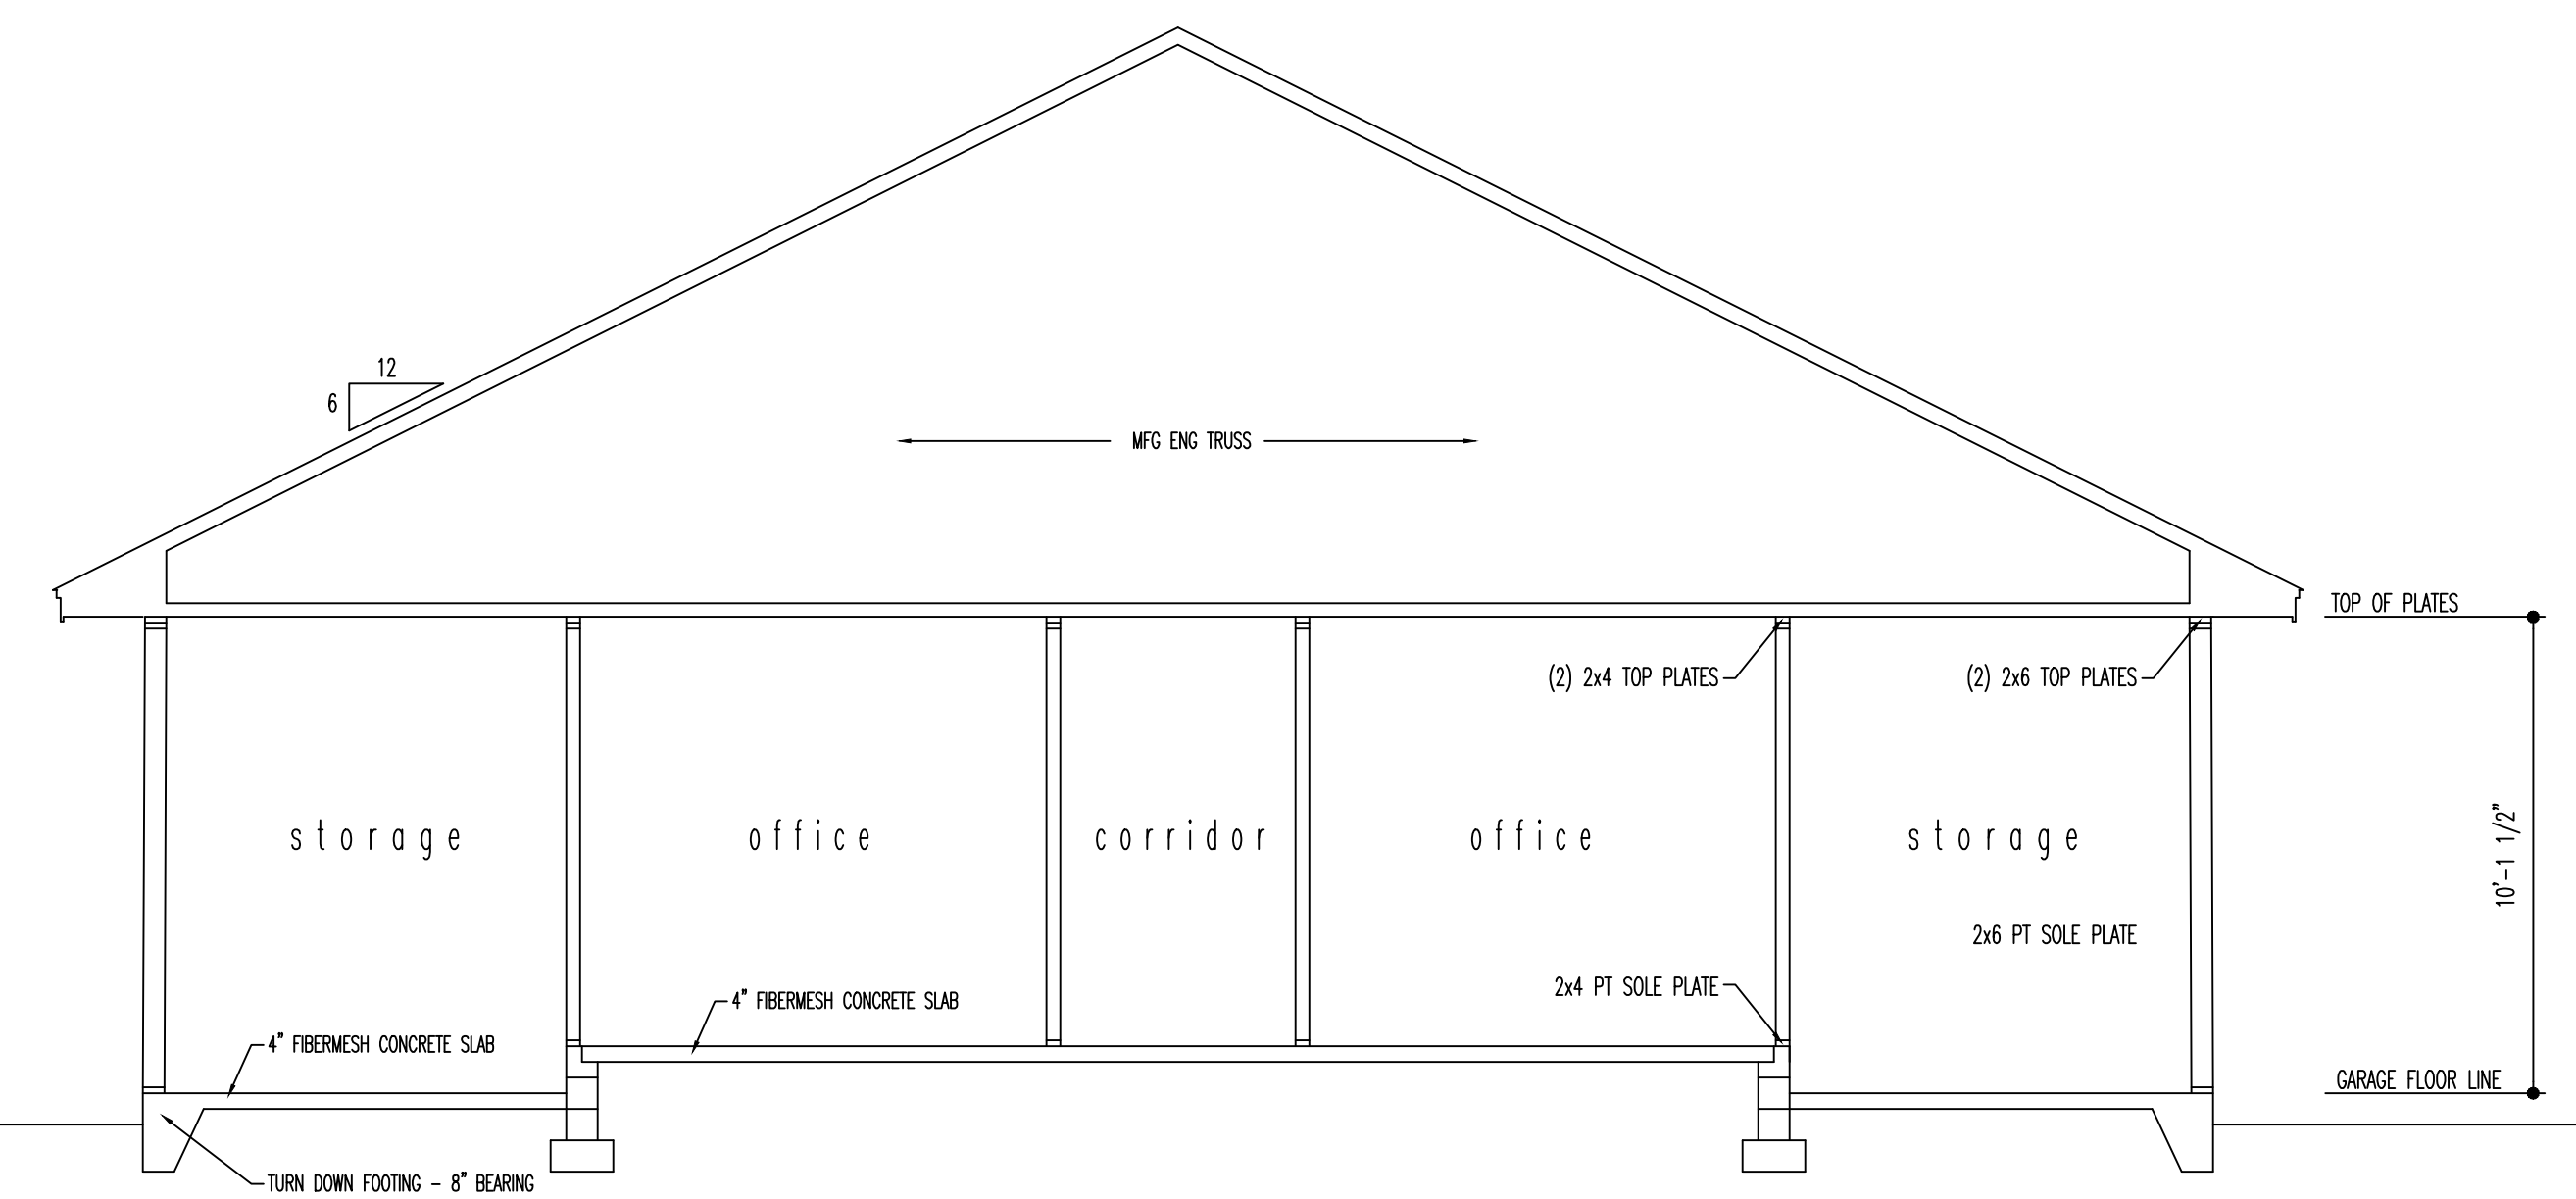 12
6
MFG ENG TRUSS
TOP OF PLATES
(2) 2x4 TOP PLATES
(2) 2x6 TOP PLATES
storage
office
corridor
office
storage
10'-1 1/2"
2x6 PT SOLE PLATE
2x4 PT SOLE PLATE
4" FIBERMESH CONCRETE SLAB
4" FIBERMESH CONCRETE SLAB
GARAGE FLOOR LINE
TURN DOWN FOOTING - 8" BEARING